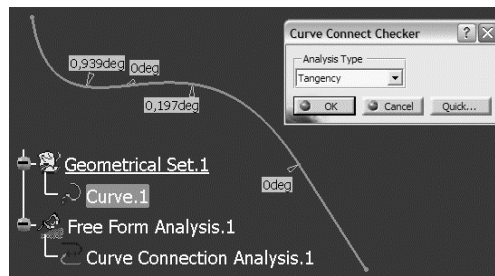 Curve Connect Checker
Analysis Type
Tangency
OK Cancel Quick...
0,939deg
0deg
0,197deg
0deg
Geometrical Set.1
Curve.1
Free Form Analysis.1
Curve Connection Analysis.1